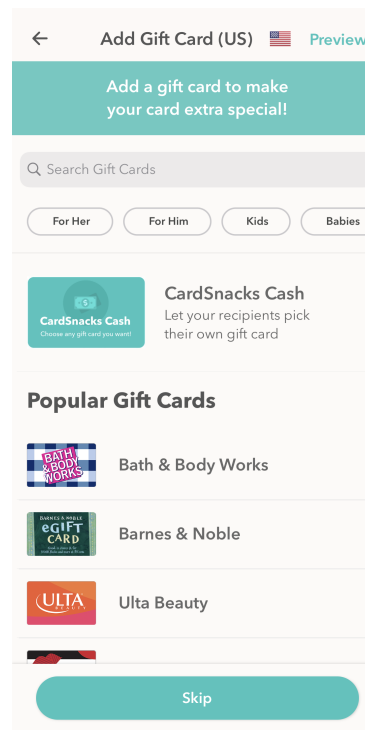 Add Gift Card (US)
Preview
Add a gift card to make
your card extra special!
Search Gift Cards
For Her
For Him
Kids
Babies
CardSnacks Cash
Choose any gift card you want!
CardSnacks Cash
Let your recipients pick
their own gift card
Popular Gift Cards
BATH
& BODY
WORKS
Bath & Body Works
BARNES & NOBLE
eGIFT
CARD
Barnes & Noble
ULTA
BEAUTY
Ulta Beauty
Skip